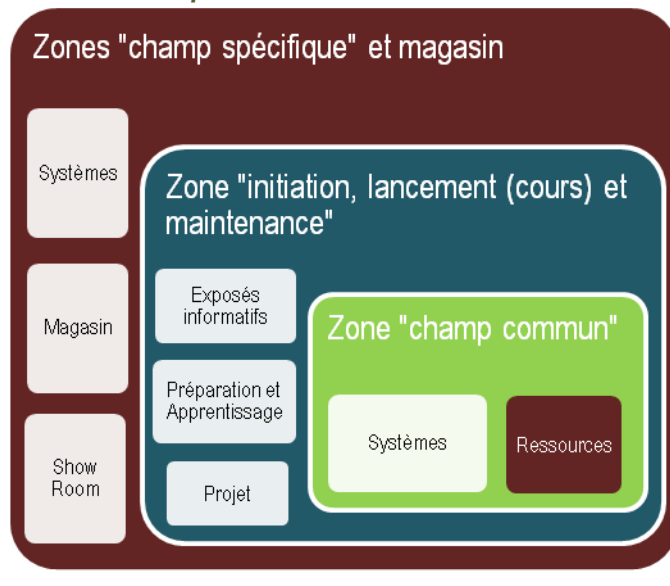 Zones "champ spécifique" et magasin
Systèmes
Zone "initiation, lancement (cours) et
maintenance"
Exposés
informatifs
Magasin
Zone "champ commun"
Préparation et
Apprentissage
Systèmes
Ressources
Show
Room
Projet